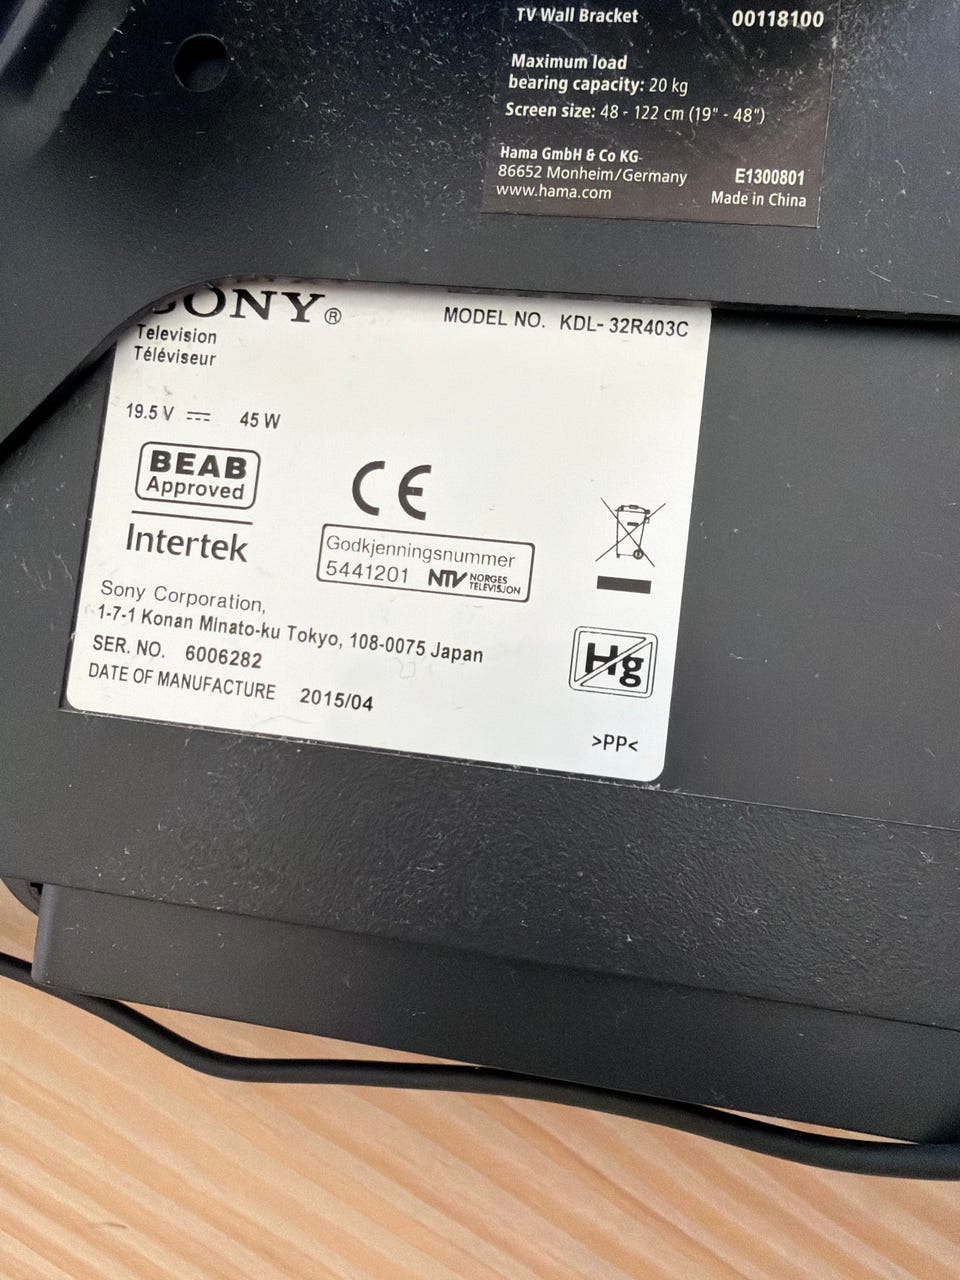 TV Wall Bracket 00118100
Maximum load
bearing capacity: 20 kg
Screen size: 48 - 122 cm (19" - 48")
Hama GmbH & Co KG
86652 Monheim/Germany E1300801
www.hama.com Made in China
SONY® MODEL NO. KDL-32R403C
Television
Téléviseur
19.5 V ⎓ 45 W
BEAB
Approved
CE
Intertek
Godkjenningsnummer
5441201 NTV NORGES TELEVISJON
Sony Corporation,
1-7-1 Konan Minato-ku Tokyo, 108-0075 Japan
SER. NO. 6006282
Hg
DATE OF MANUFACTURE 2015/04
>PP<